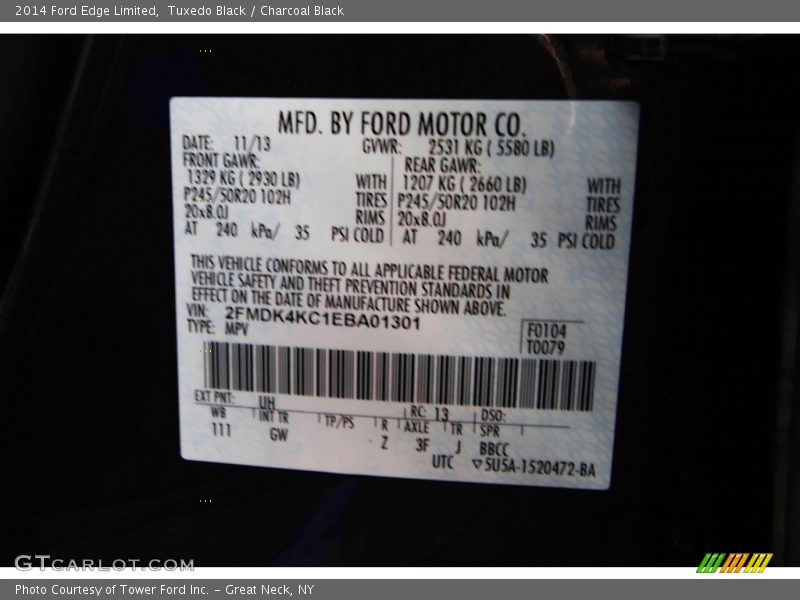 2014 Ford Edge Limited, Tuxedo Black / Charcoal Black
MFD. BY FORD MOTOR CO.
DATE: 11/13 GVWR: 2531 KG ( 5580 LB)
FRONT GAWR: REAR GAWR:
1329 KG ( 2930 LB) WITH 1207 KG ( 2660 LB) WITH
P245/50R20 102H TIRES P245/50R20 102H TIRES
20x8.0J RIMS 20x8.0J RIMS
AT 240 kPa/ 35 PSI COLD AT 240 kPa/ 35 PSI COLD
THIS VEHICLE CONFORMS TO ALL APPLICABLE FEDERAL MOTOR
VEHICLE SAFETY AND THEFT PREVENTION STANDARDS IN
EFFECT ON THE DATE OF MANUFACTURE SHOWN ABOVE.
VIN: 2FMDK4KC1EBA01301
TYPE: MPV
F0104
T0079
EXT PNT: UH RC: 13 DSO:
WB INT TR TP/PS R AXLE TR SPR
111 GW Z 3F J BBCC
UTC ▽5U5A-1520472-BA
GTCARLOT.COM
Photo Courtesy of Tower Ford Inc. – Great Neck, NY